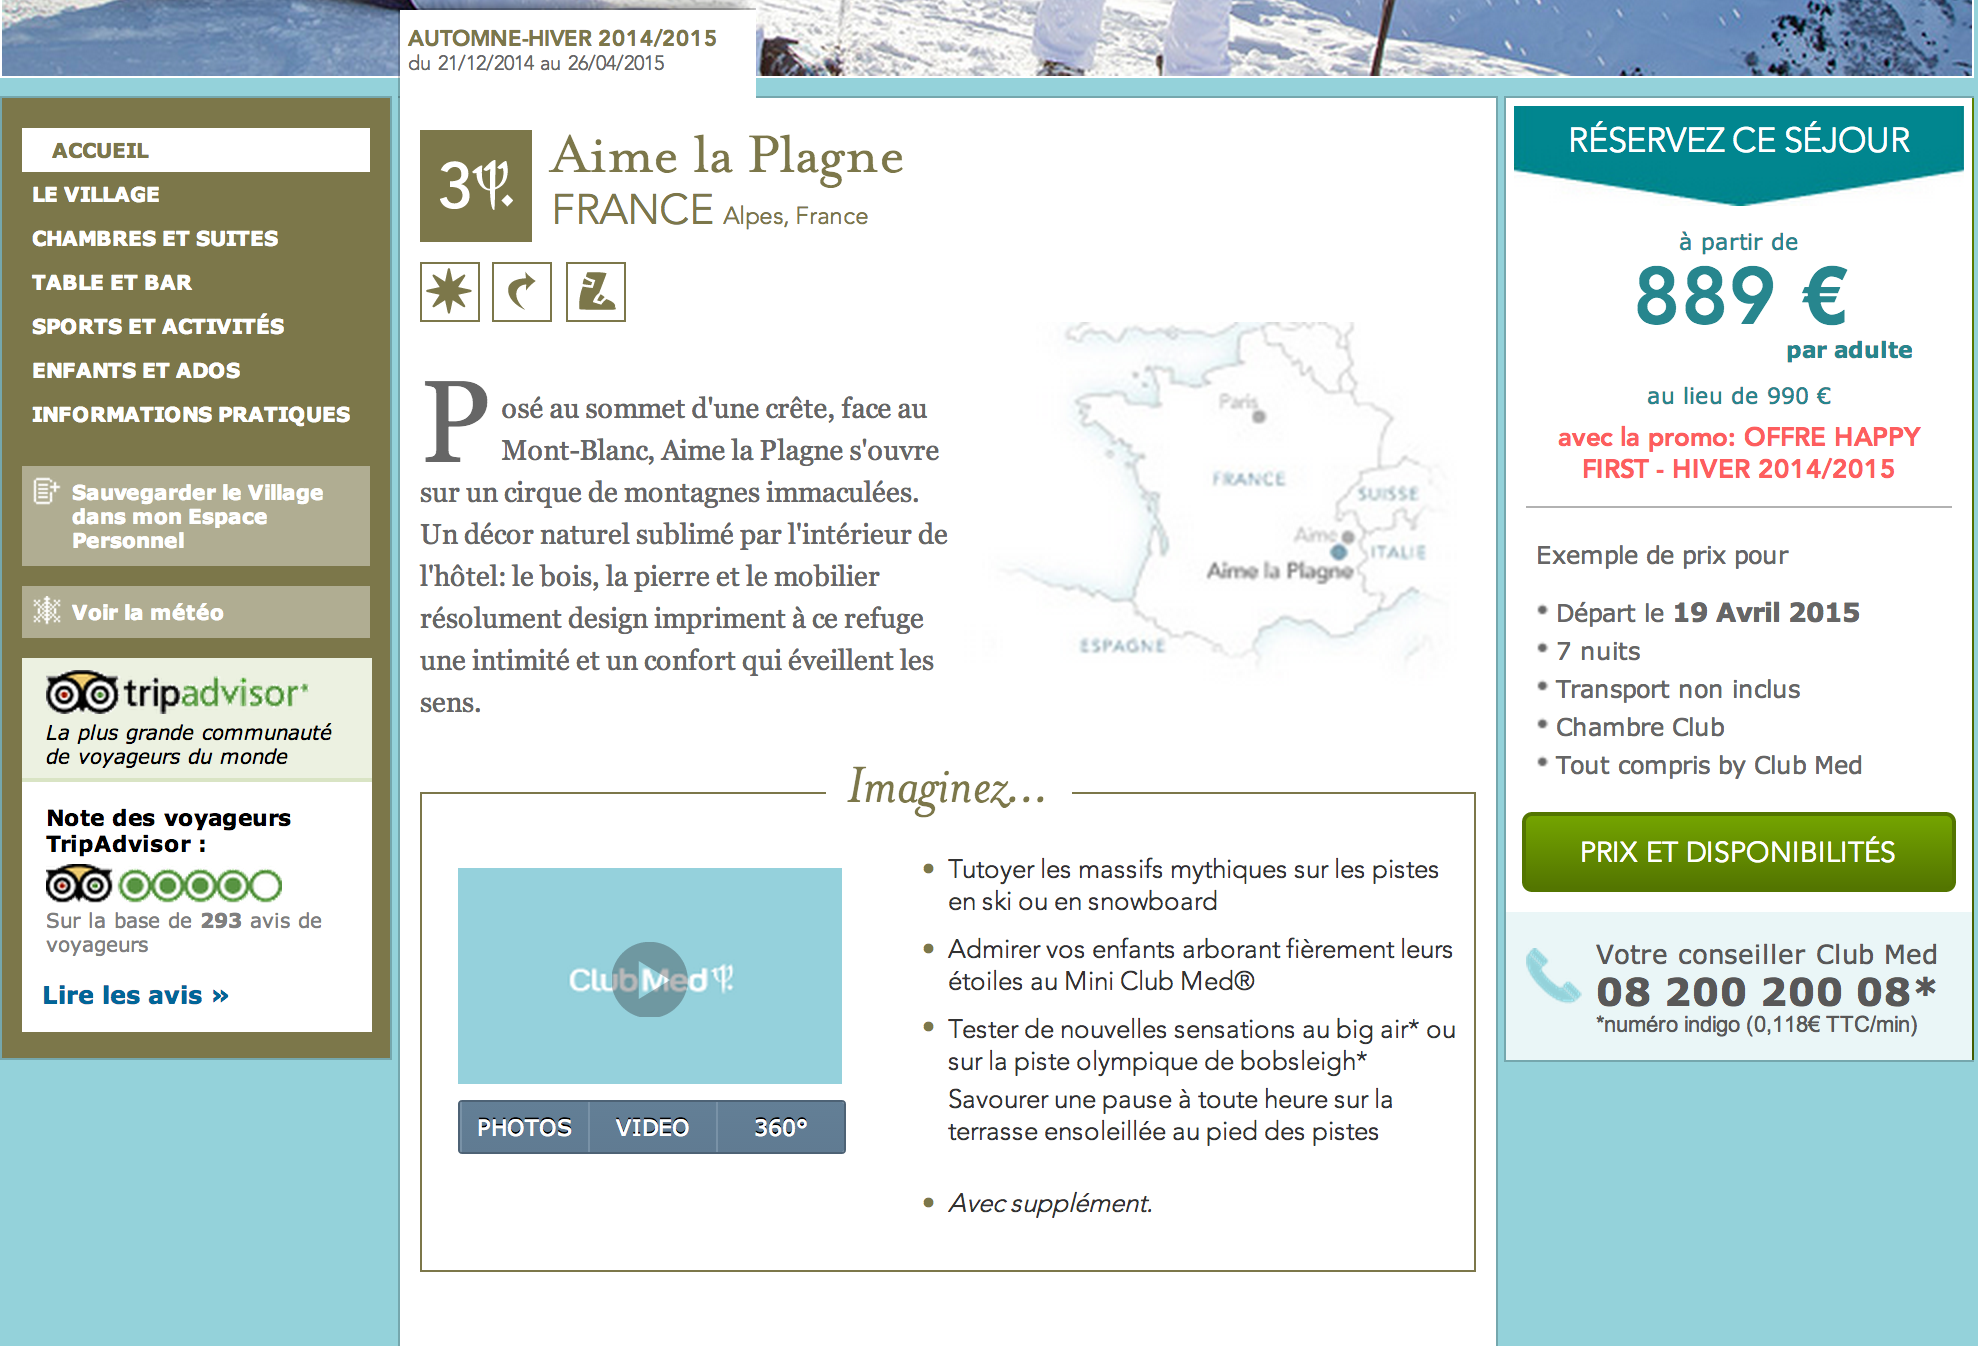 AUTOMNE-HIVER 2014/2015
du 21/12/2014 au 26/04/2015
ACCUEIL
LE VILLAGE
CHAMBRES ET SUITES
TABLE ET BAR
SPORTS ET ACTIVITÉS
ENFANTS ET ADOS
INFORMATIONS PRATIQUES
Sauvegarder le Village
dans mon Espace
Personnel
Voir la météo
tripadvisor*
La plus grande communauté
de voyageurs du monde
Note des voyageurs
TripAdvisor :
Sur la base de 293 avis de
voyageurs
Lire les avis »
3
Aime la Plagne
FRANCE Alpes, France
Posé au sommet d'une crête, face au
Mont-Blanc, Aime la Plagne s'ouvre
sur un cirque de montagnes immaculées.
Un décor naturel sublimé par l'intérieur de
l'hôtel: le bois, la pierre et le mobilier
résolument design impriment à ce refuge
une intimité et un confort qui éveillent les
sens.
Paris
FRANCE
SUISSE
Aime
ITALIE
Aime la Plagne
ESPAGNE
Imaginez...
Club Med
PHOTOS VIDEO 360°
• Tutoyer les massifs mythiques sur les pistes
en ski ou en snowboard
• Admirer vos enfants arborant fièrement leurs
étoiles au Mini Club Med®
• Tester de nouvelles sensations au big air* ou
sur la piste olympique de bobsleigh*
Savourer une pause à toute heure sur la
terrasse ensoleillée au pied des pistes
• Avec supplément.
RÉSERVEZ CE SÉJOUR
à partir de
889 €
par adulte
au lieu de 990 €
avec la promo: OFFRE HAPPY
FIRST - HIVER 2014/2015
Exemple de prix pour
• Départ le 19 Avril 2015
• 7 nuits
• Transport non inclus
• Chambre Club
• Tout compris by Club Med
PRIX ET DISPONIBILITÉS
Votre conseiller Club Med
08 200 200 08*
*numéro indigo (0,118€ TTC/min)